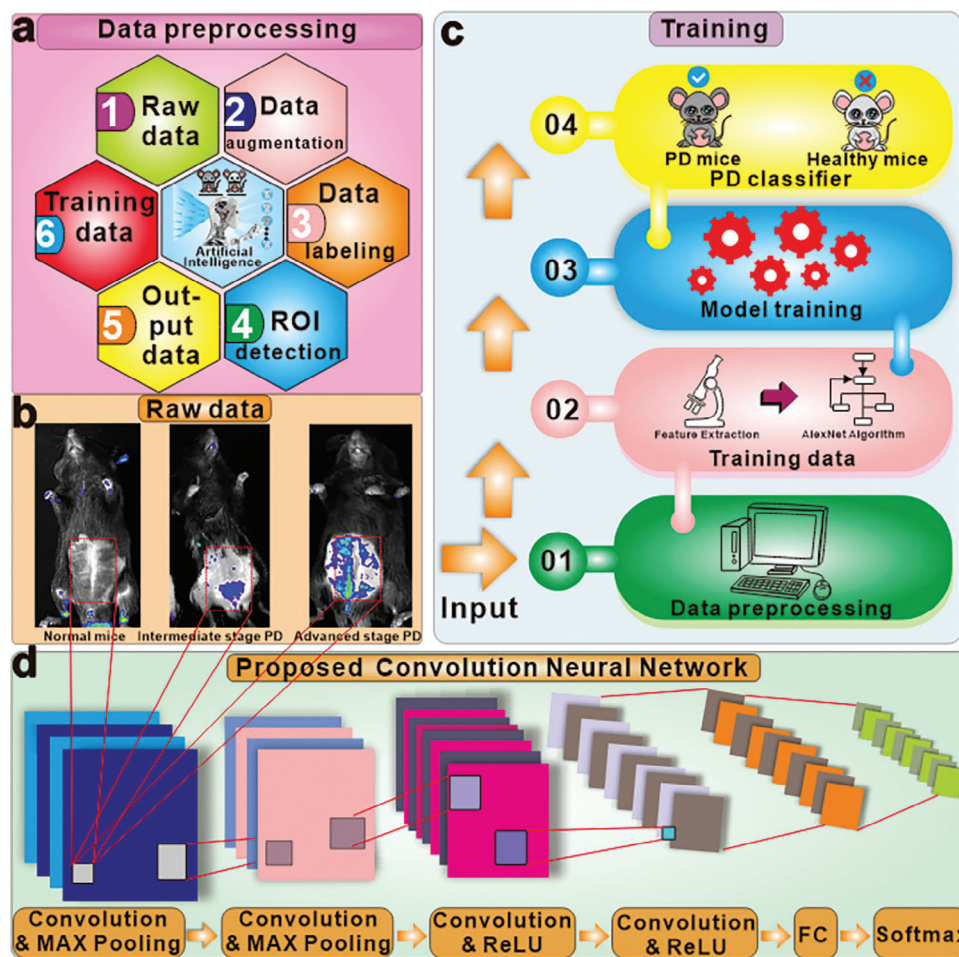 a
Data preprocessing
1
Raw
data
2
Data
augmentation
3
Data
labeling
4
ROI
detection
5
Out-
put
data
6
Training
data
Artificial
Intelligence
b
Raw data
Normal mice
Intermediate stage PD
Advanced stage PD
c
Training
04
PD mice
Healthy mice
PD classifier
03
Model training
02
Feature Extraction
AlexNet Algorithm
Training data
01
Input
Data preprocessing
d
Proposed Convolution Neural Network
Convolution
& MAX Pooling
Convolution
& MAX Pooling
Convolution
& ReLU
Convolution
& ReLU
FC
Softmax